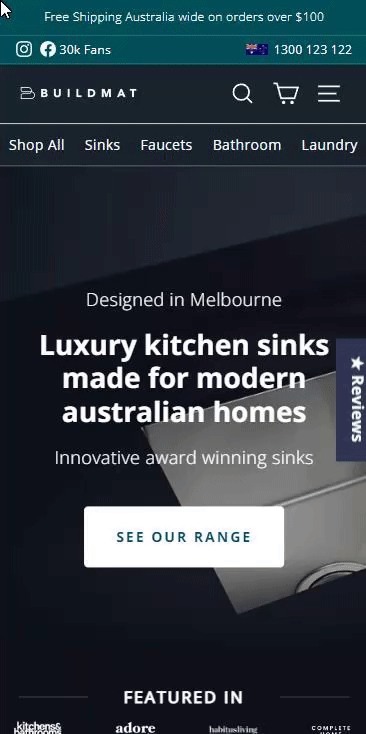 Free Shipping Australia wide on orders over $100
30k Fans
1300 123 122
BUILDMAT
Shop All Sinks Faucets Bathroom Laundry
Designed in Melbourne
Luxury kitchen sinks
made for modern
australian homes
★ Reviews
Innovative award winning sinks
SEE OUR RANGE
FEATURED IN
kitchens&
bathrooms
adore
habitusliving
COMPLETE
HOME